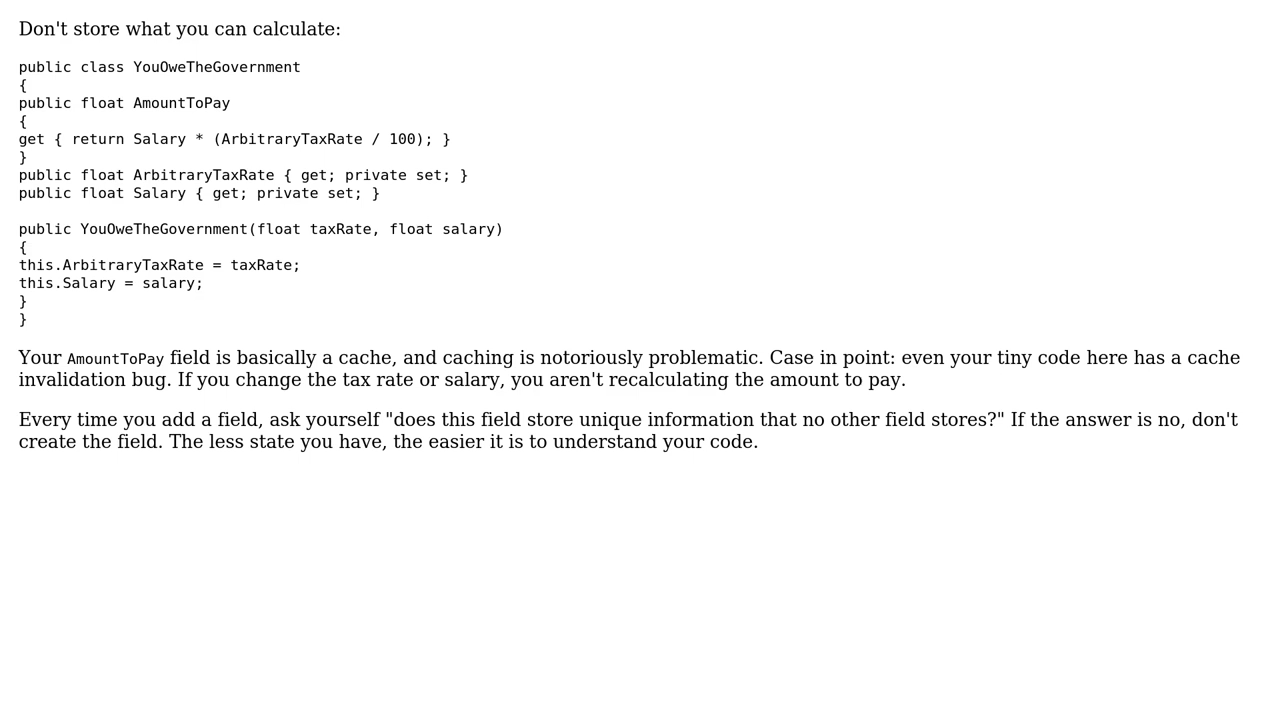 Don't store what you can calculate:
public class YouOweTheGovernment
{
public float AmountToPay
{
get { return Salary * (ArbitraryTaxRate / 100); }
}
public float ArbitraryTaxRate { get; private set; }
public float Salary { get; private set; }
public YouOweTheGovernment(float taxRate, float salary)
{
this.ArbitraryTaxRate = taxRate;
this.Salary = salary;
}
}
Your AmountToPay field is basically a cache, and caching is notoriously problematic. Case in point: even your tiny code here has a cache
invalidation bug. If you change the tax rate or salary, you aren't recalculating the amount to pay.
Every time you add a field, ask yourself "does this field store unique information that no other field stores?" If the answer is no, don't
create the field. The less state you have, the easier it is to understand your code.